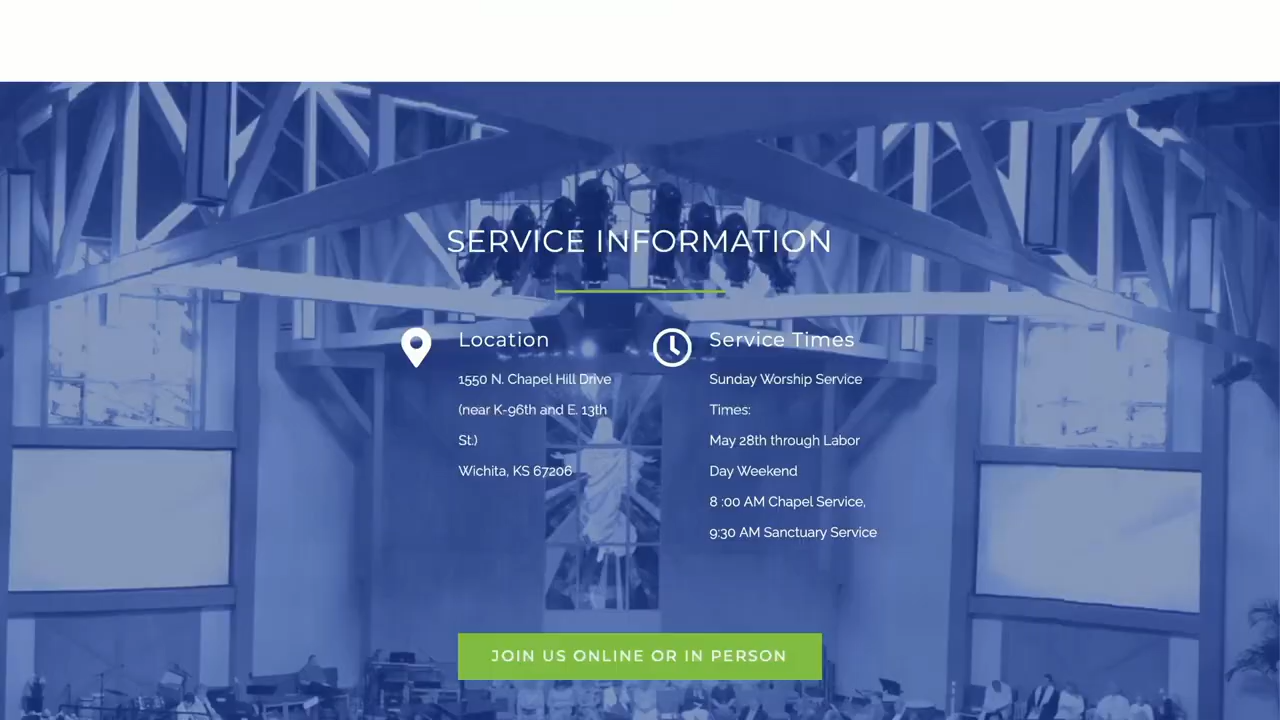 SERVICE INFORMATION
Location
1550 N. Chapel Hill Drive
(near K-96th and E. 13th
St.)
Wichita, KS 67206
Service Times
Sunday Worship Service
Times:
May 28th through Labor
Day Weekend
8 :00 AM Chapel Service,
9:30 AM Sanctuary Service
JOIN US ONLINE OR IN PERSON